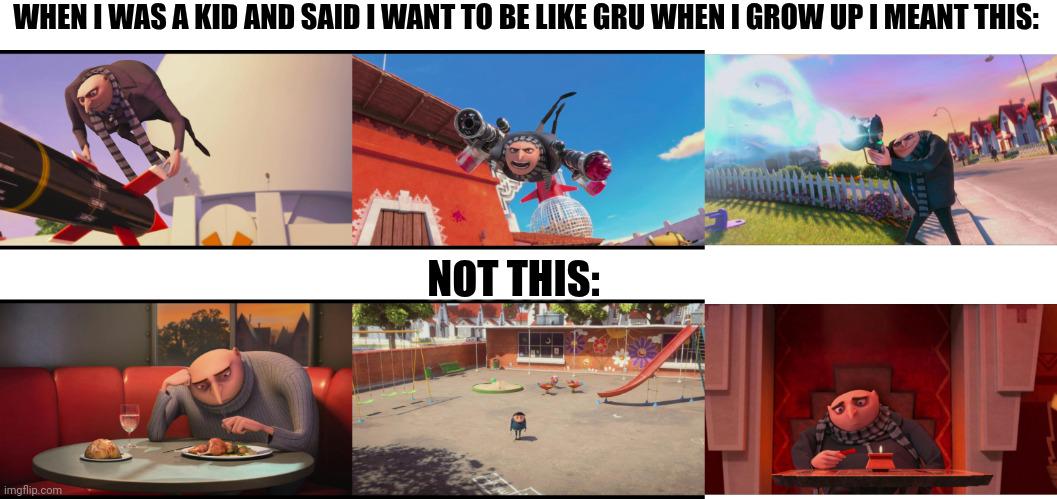 WHEN I WAS A KID AND SAID I WANT TO BE LIKE GRU WHEN I GROW UP I MEANT THIS:
NOT THIS:
imgflip.com